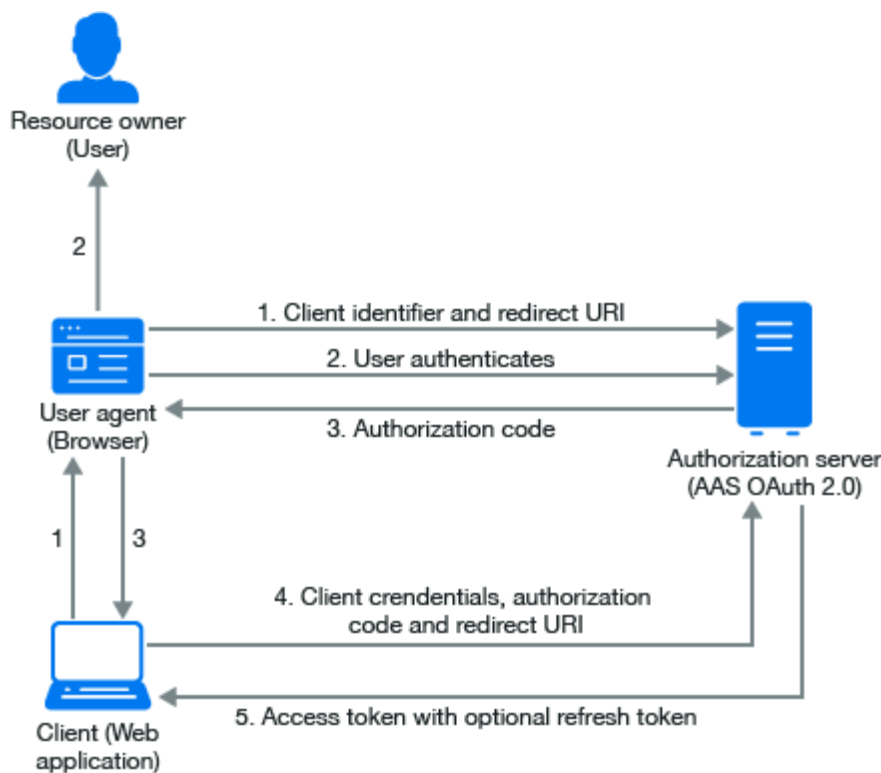 Resource owner
(User)
2
1. Client identifier and redirect URI
2. User authenticates
3. Authorization code
User agent
(Browser)
Authorization server
(AAS OAuth 2.0)
1
3
4. Client crendentials, authorization
code and redirect URI
5. Access token with optional refresh token
Client (Web
application)